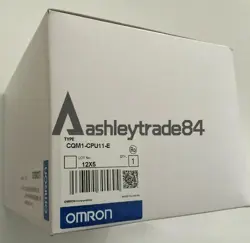 Aashleytrade84
TYPE
CQM1-CPU11-E
LOT No.
QTY.
12X5
1
OMRON